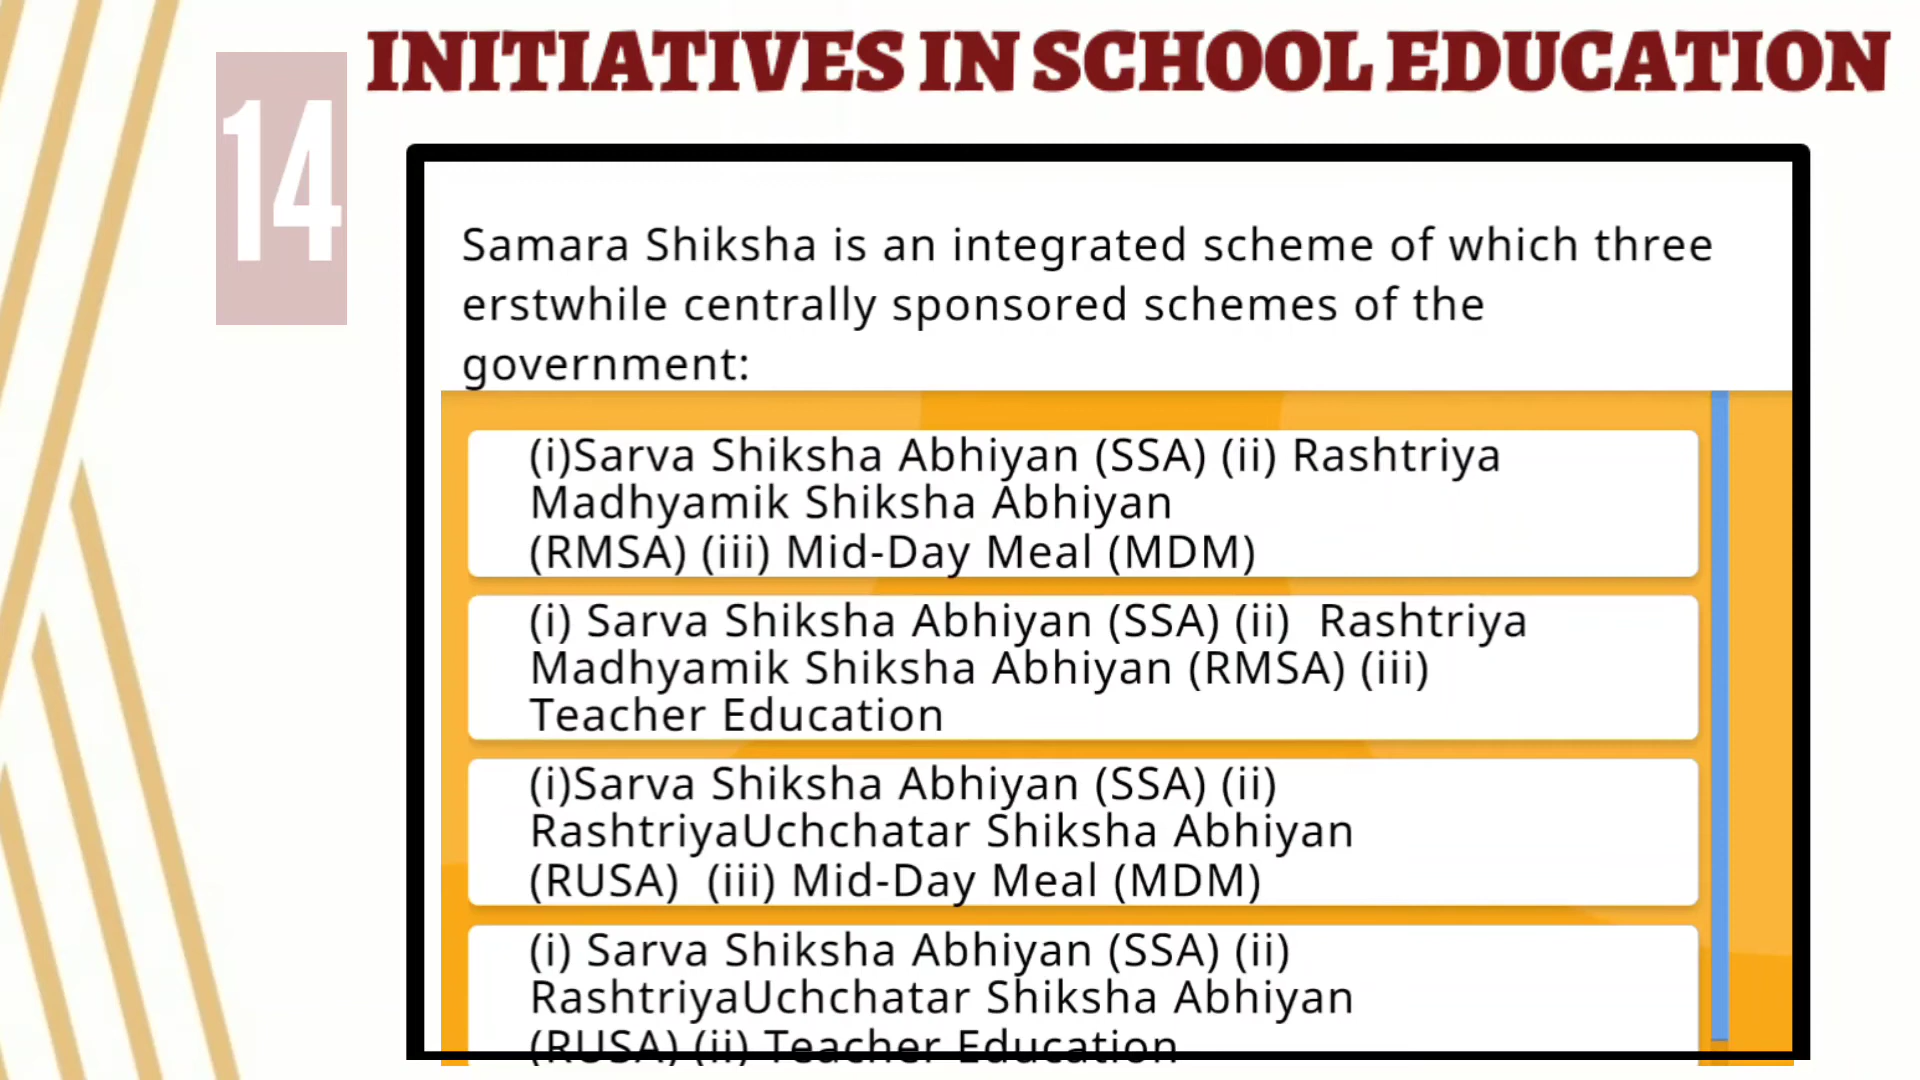 INITIATIVES IN SCHOOL EDUCATION
14
Samara Shiksha is an integrated scheme of which three
erstwhile centrally sponsored schemes of the
government:
(i)Sarva Shiksha Abhiyan (SSA) (ii) Rashtriya
Madhyamik Shiksha Abhiyan
(RMSA) (iii) Mid-Day Meal (MDM)
(i) Sarva Shiksha Abhiyan (SSA) (ii)  Rashtriya
Madhyamik Shiksha Abhiyan (RMSA) (iii)
Teacher Education
(i)Sarva Shiksha Abhiyan (SSA) (ii)
RashtriyaUchchatar Shiksha Abhiyan
(RUSA)  (iii) Mid-Day Meal (MDM)
(i) Sarva Shiksha Abhiyan (SSA) (ii)
RashtriyaUchchatar Shiksha Abhiyan
(RUSA) (ii) Teacher Education